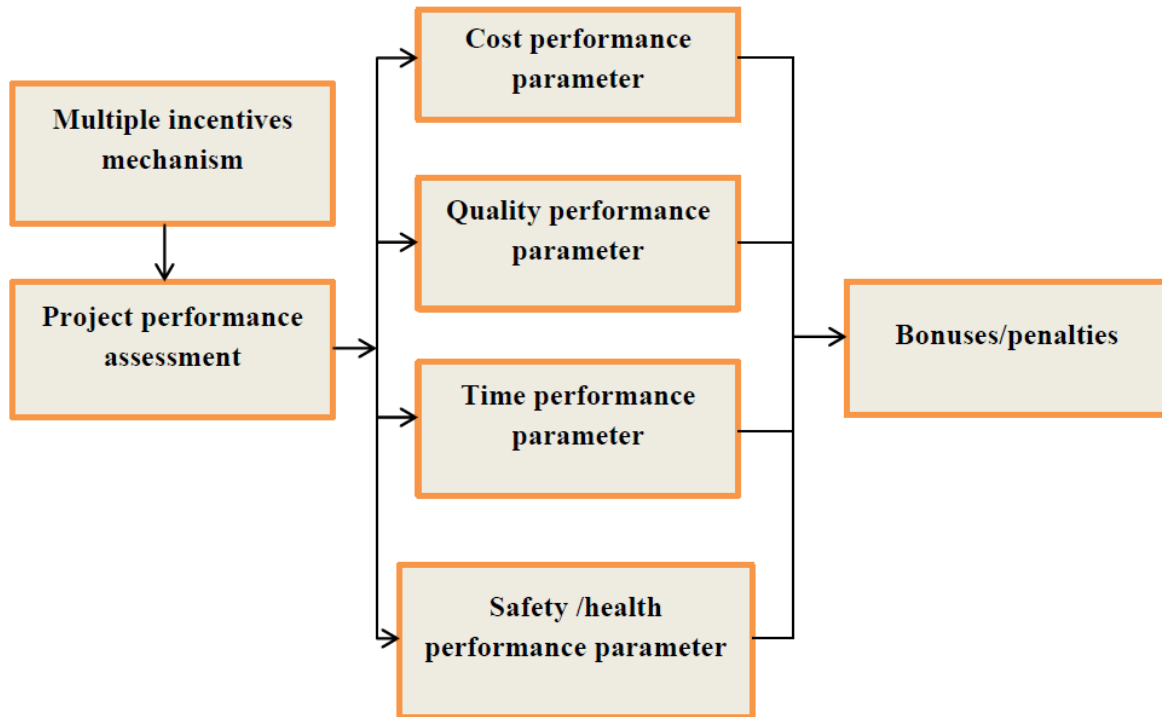 Multiple incentives
mechanism
Project performance
assessment
Cost performance
parameter
Quality performance
parameter
Time performance
parameter
Safety /health
performance parameter
Bonuses/penalties